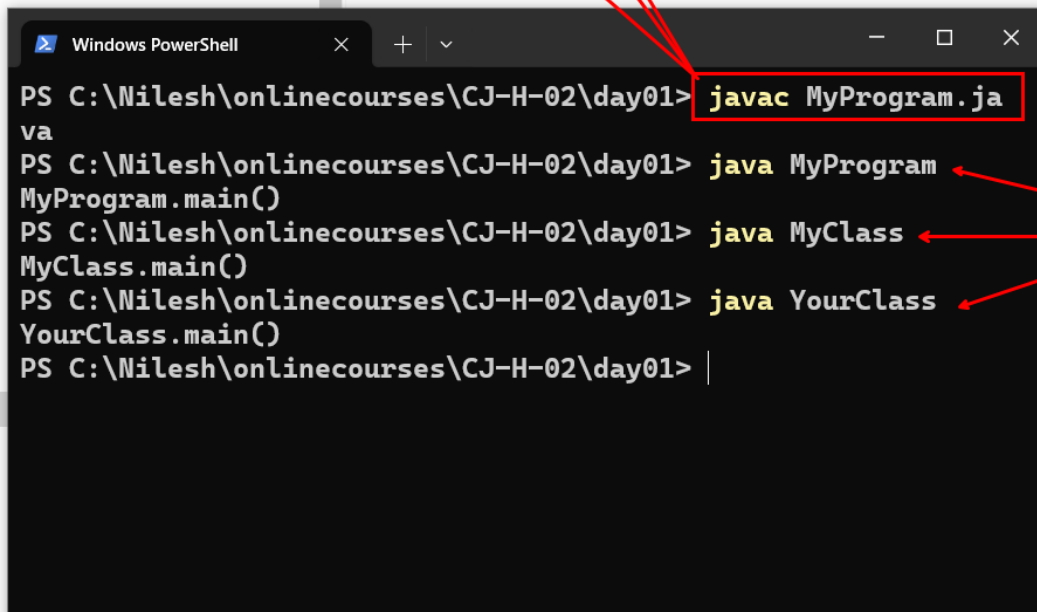 Windows PowerShell
PS C:\Nilesh\onlinecourses\CJ-H-02\day01> javac MyProgram.ja
va
PS C:\Nilesh\onlinecourses\CJ-H-02\day01> java MyProgram
MyProgram.main()
PS C:\Nilesh\onlinecourses\CJ-H-02\day01> java MyClass
MyClass.main()
PS C:\Nilesh\onlinecourses\CJ-H-02\day01> java YourClass
YourClass.main()
PS C:\Nilesh\onlinecourses\CJ-H-02\day01>